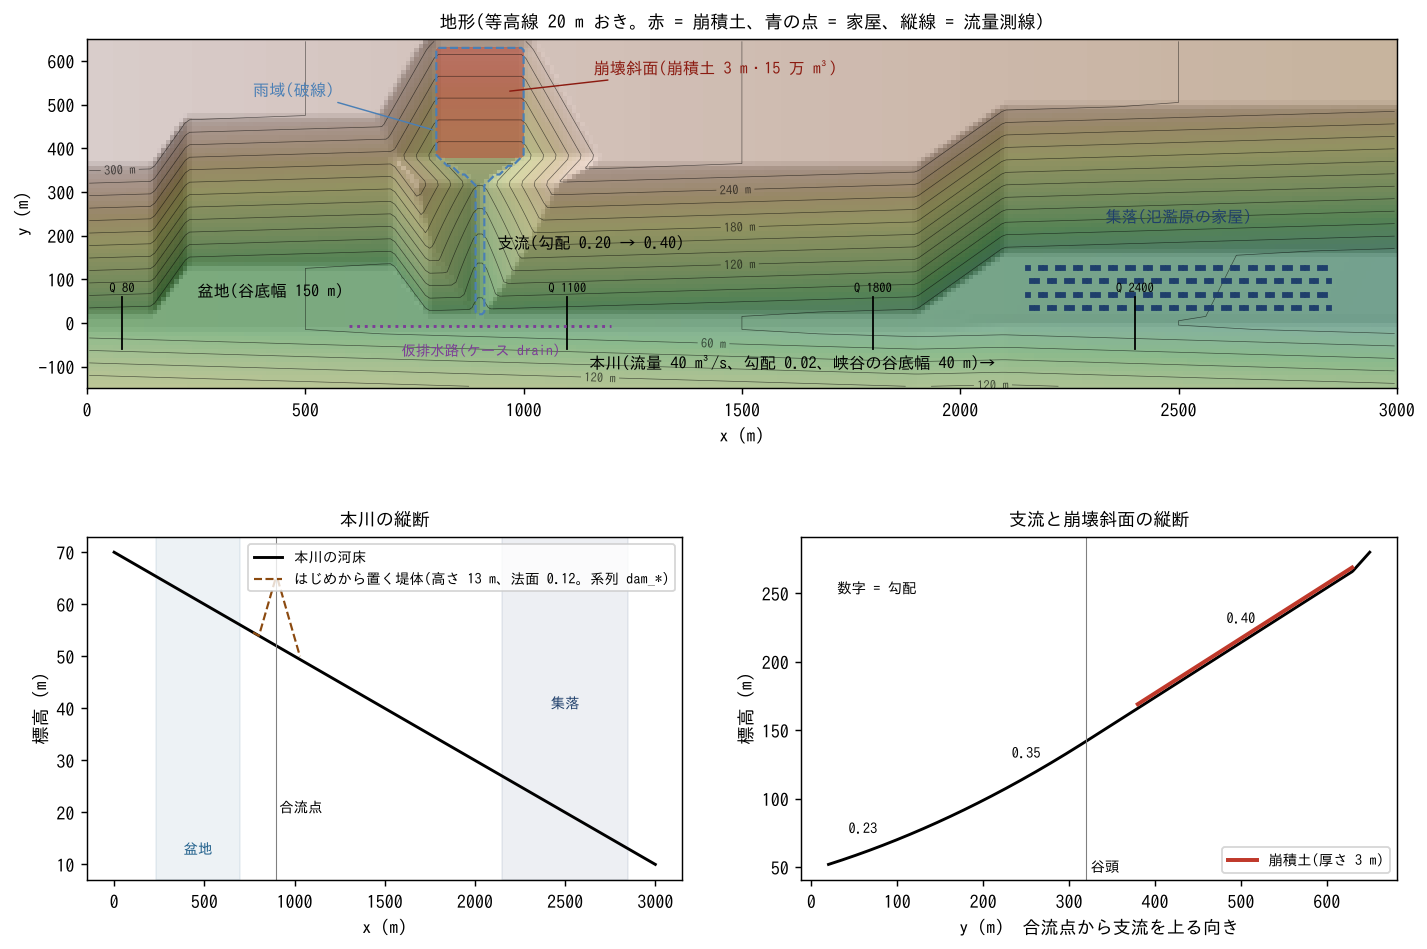 地形(等高線 20 m おき。赤 = 崩積土、青の点 = 家屋、縦線 = 流量測線)
崩壊斜面(崩積土 3 m・15 万 m³)
雨域(破線)
300 m
240 m
180 m
120 m
60 m
120 m
120 m
集落(氾濫原の家屋)
支流(勾配 0.20 → 0.40)
盆地(谷底幅 150 m)
Q 80
Q 1100
Q 1800
Q 2400
仮排水路(ケース drain)
本川(流量 40 m³/s、勾配 0.02、峡谷の谷底幅 40 m)→
600
500
400
300
200
100
0
-100
y (m)
0
500
1000
1500
2000
2500
3000
x (m)
本川の縦断
本川の河床
はじめから置く堤体(高さ 13 m、法面 0.12。系列 dam_*)
集落
合流点
盆地
70
60
50
40
30
20
10
標高 (m)
0
500
1000
1500
2000
2500
3000
x (m)
支流と崩壊斜面の縦断
数字 = 勾配
0.40
0.35
0.23
谷頭
崩積土(厚さ 3 m)
250
200
150
100
50
標高 (m)
0
100
200
300
400
500
600
y (m) 合流点から支流を上る向き